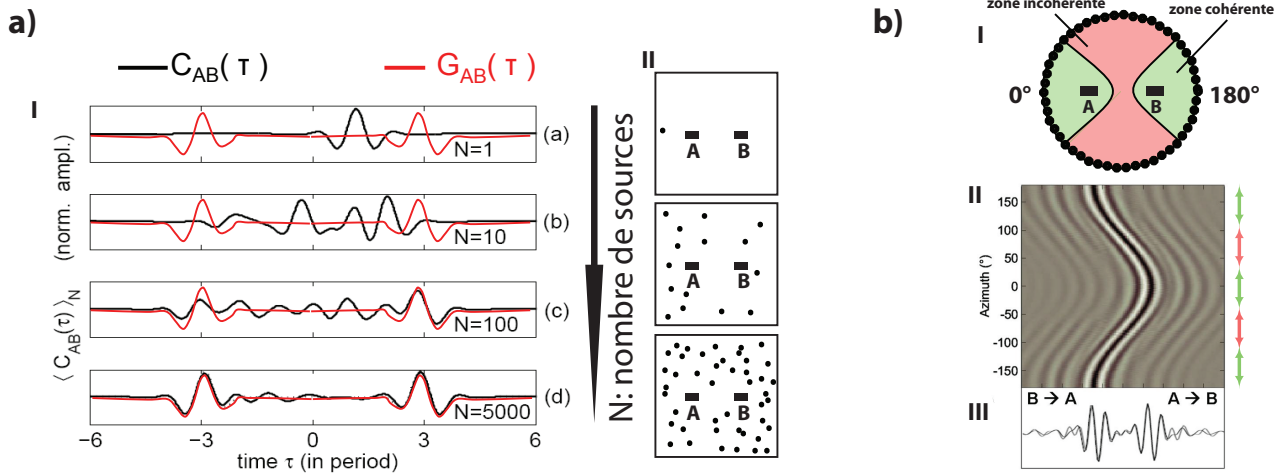 a)
C_AB(τ)
G_AB(τ)
I
(norm. ampl.)
⟨ C_AB(τ) ⟩_N
N=1
(a)
N=10
(b)
N=100
(c)
N=5000
(d)
−6 −3 0 3 6
time τ (in period)
N: nombre de sources
II
A B
A B
A B
b)
zone incohérente
zone cohérente
I
0°
A B
180°
II
Azimuth (°)
150
100
50
0
-50
-100
-150
III
B → A A → B